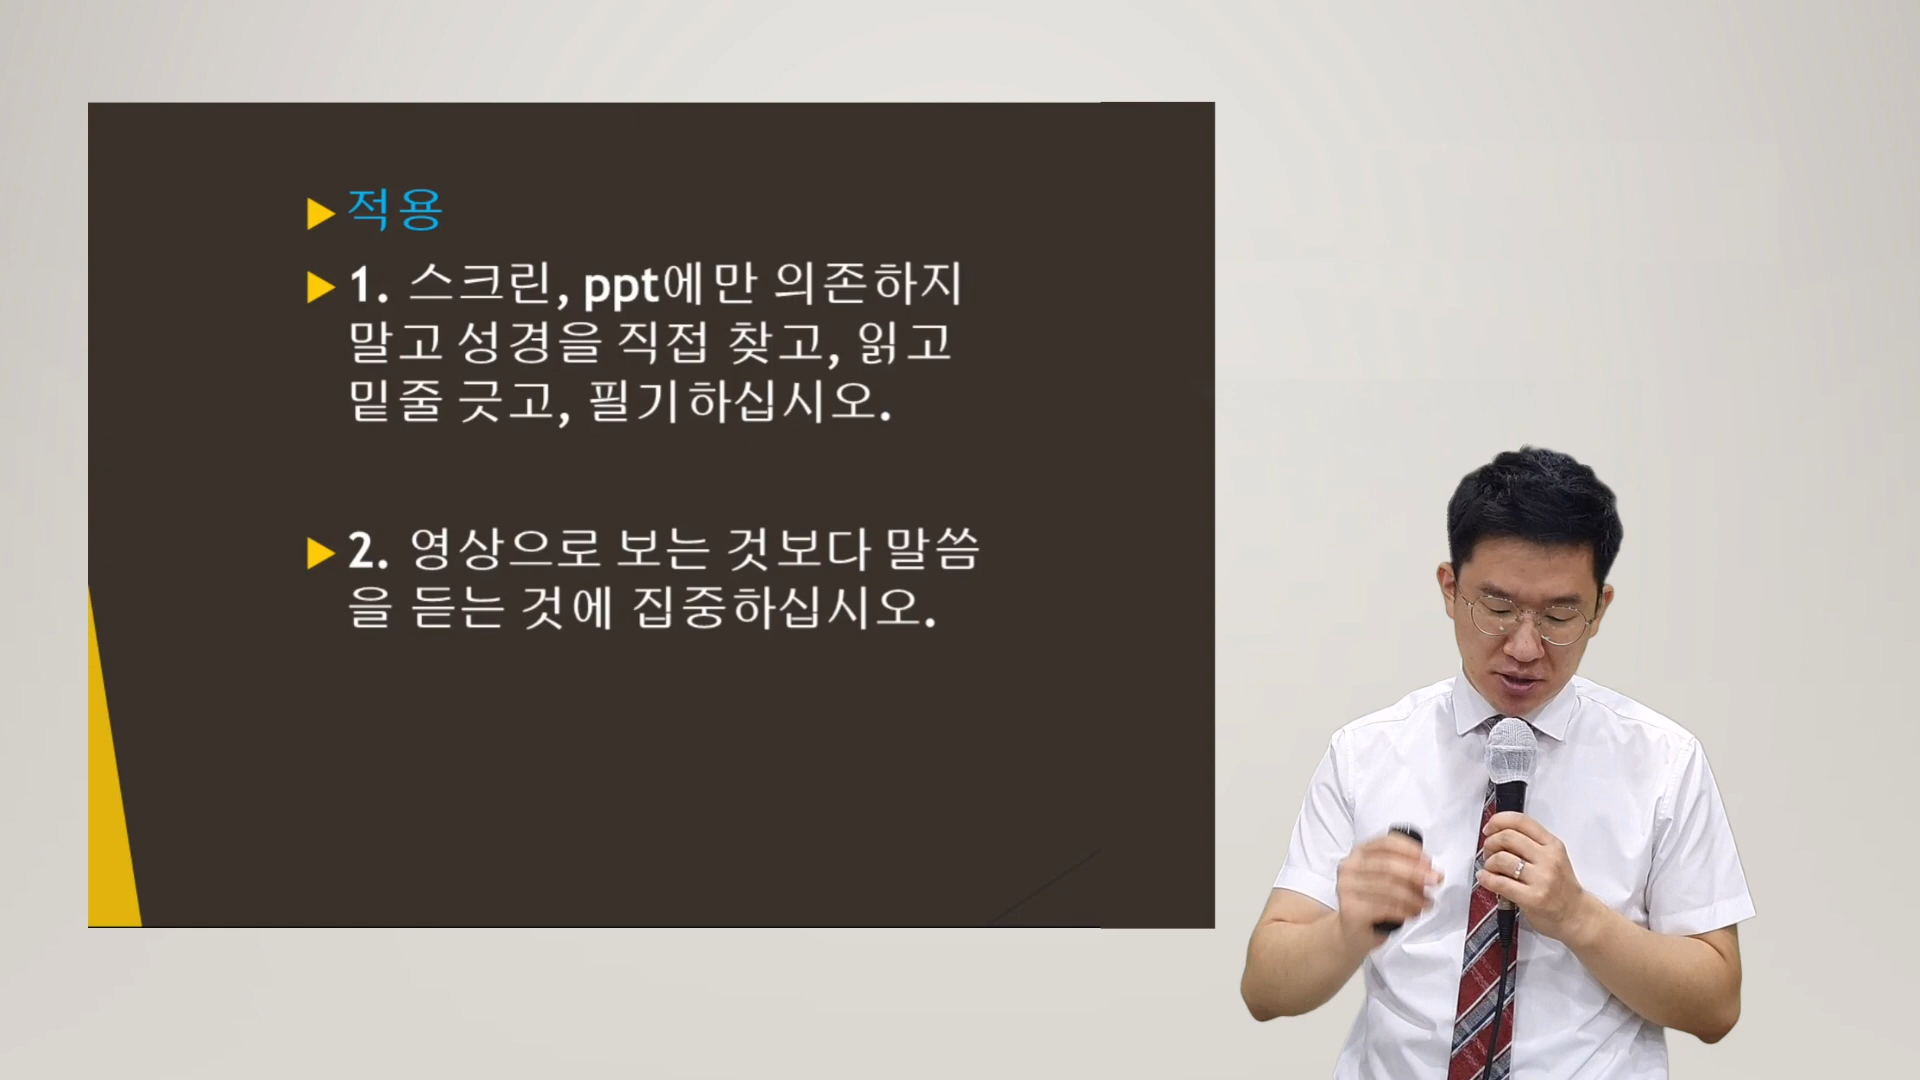 적용
1. 스크린, ppt에만 의존하지
말고 성경을 직접 찾고, 읽고
밑줄 긋고, 필기하십시오.
2. 영상으로 보는 것보다 말씀
을 듣는 것에 집중하십시오.